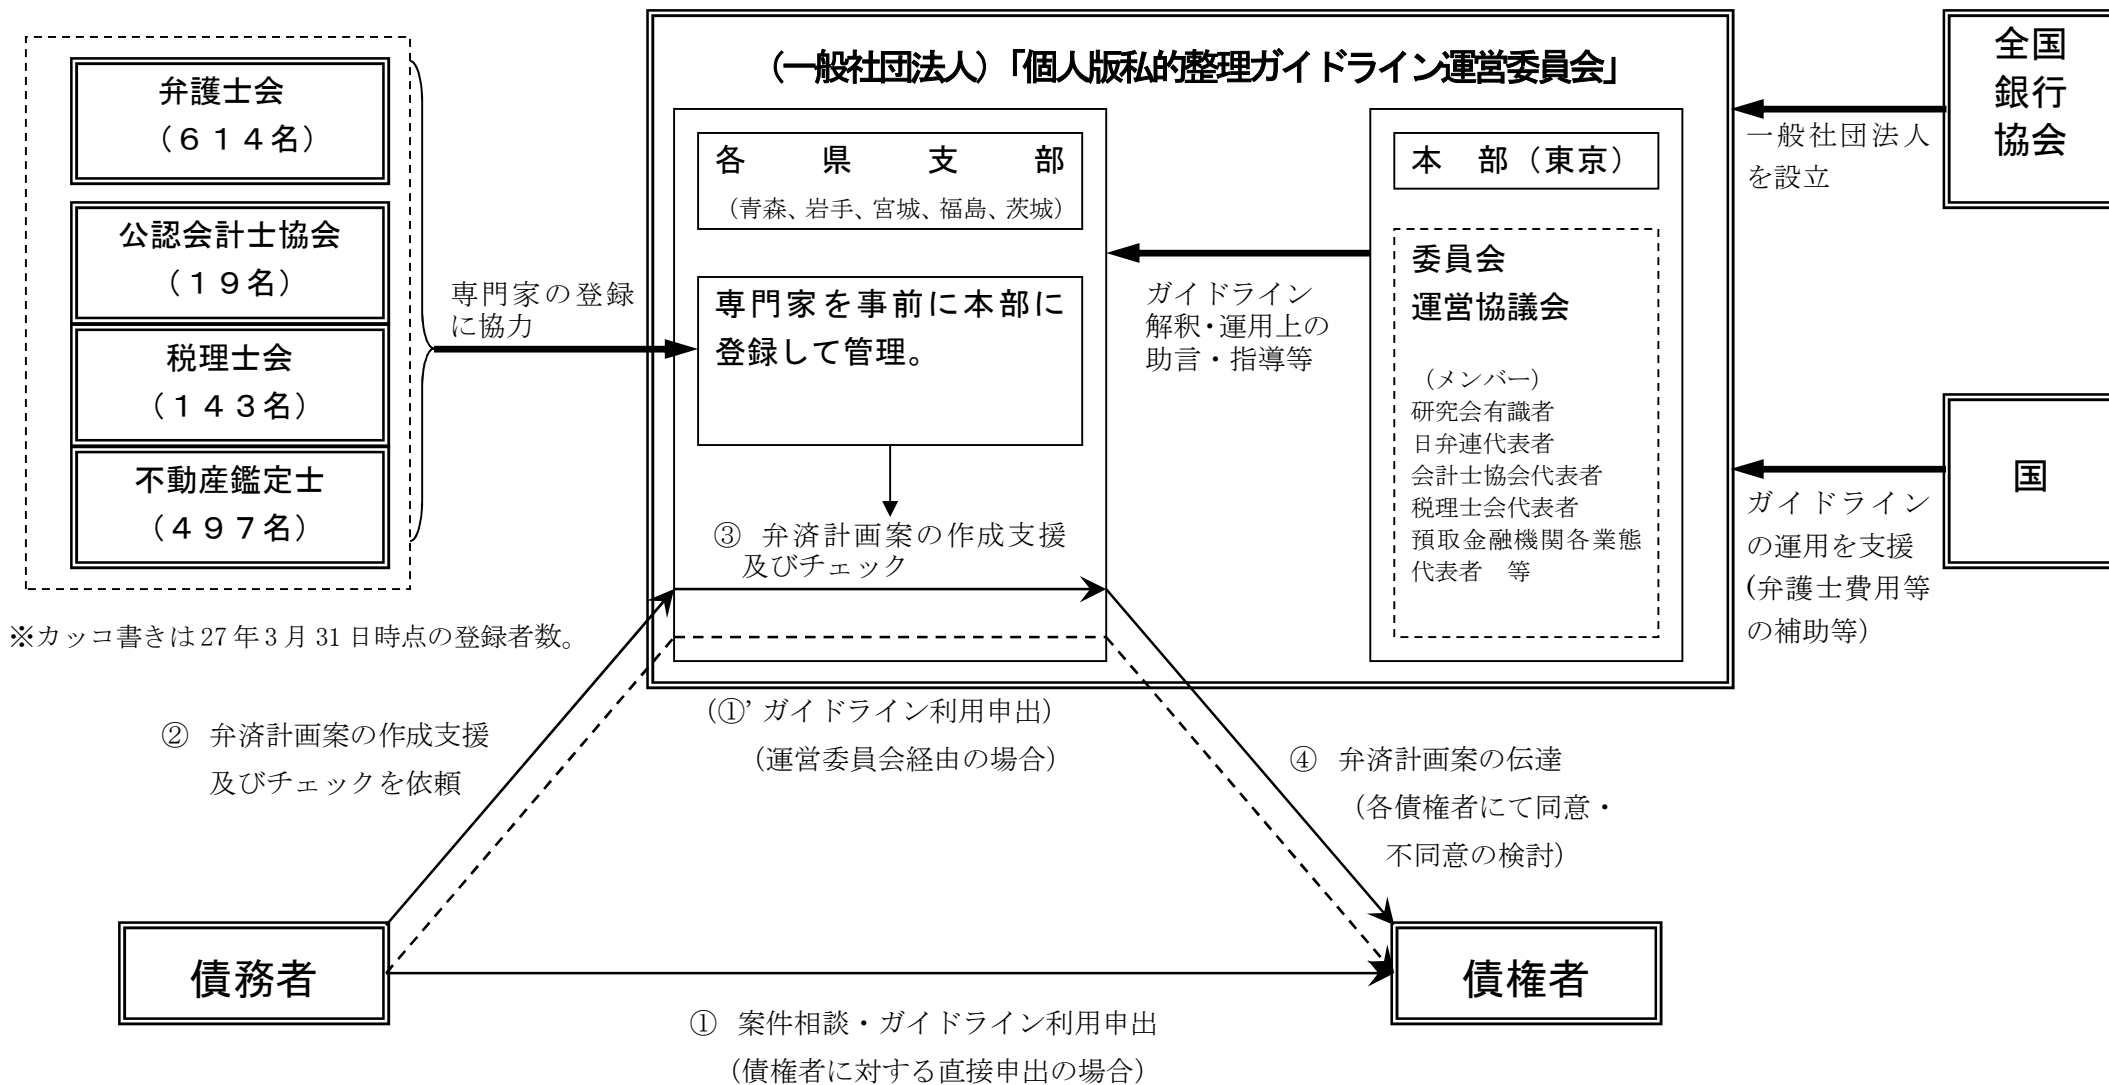 弁護士会
（６１４名）
公認会計士協会
（１９名）
税理士会
（１４３名）
不動産鑑定士
（４９７名）
※カッコ書きは27年3月31日時点の登録者数。
専門家の登録
に協力
（一般社団法人）「個人版私的整理ガイドライン運営委員会」
各県支部
（青森、岩手、宮城、福島、茨城）
専門家を事前に本部に
登録して管理。
③ 弁済計画案の作成支援
及びチェック
ガイドライン
解釈・運用上の
助言・指導等
本　部（東京）
委員会
運営協議会
（メンバー）
研究会有識者
日弁連代表者
会計士協会代表者
税理士会代表者
預取金融機関各業態
代表者　等
全国
銀行
協会
一般社団法人
を設立
国
ガイドライン
の運用を支援
(弁護士費用等
の補助等）
② 弁済計画案の作成支援
及びチェックを依頼
（①’ ガイドライン利用申出）
（運営委員会経由の場合）
④ 弁済計画案の伝達
（各債権者にて同意・
不同意の検討）
債務者
債権者
① 案件相談・ガイドライン利用申出
（債権者に対する直接申出の場合）